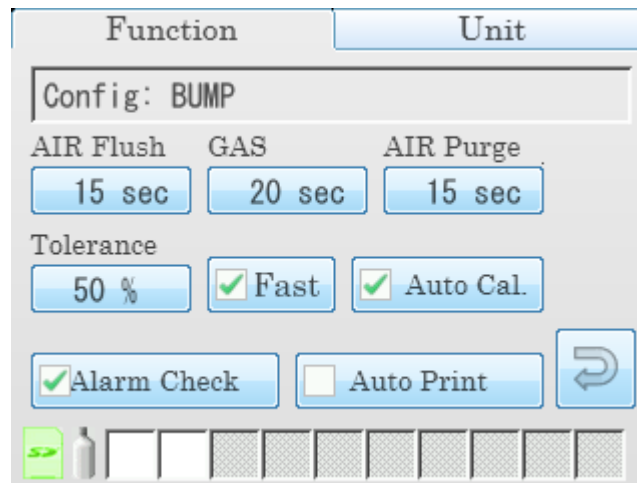 Function Unit
Config: BUMP
AIR Flush GAS AIR Purge
15 sec 20 sec 15 sec
Tolerance
50 % Fast Auto Cal.
Alarm Check Auto Print